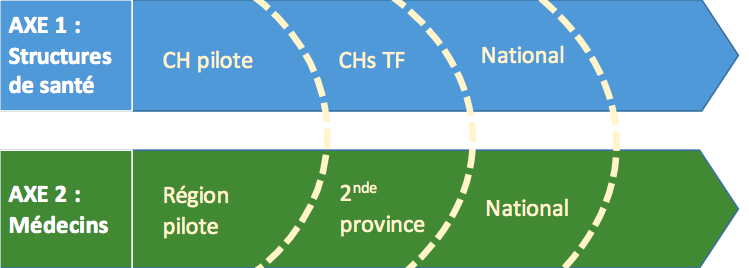 AXE 1 :
Structures
de santé
CH pilote
CHs TF
National
AXE 2 :
Médecins
Région
pilote
2nde
province
National